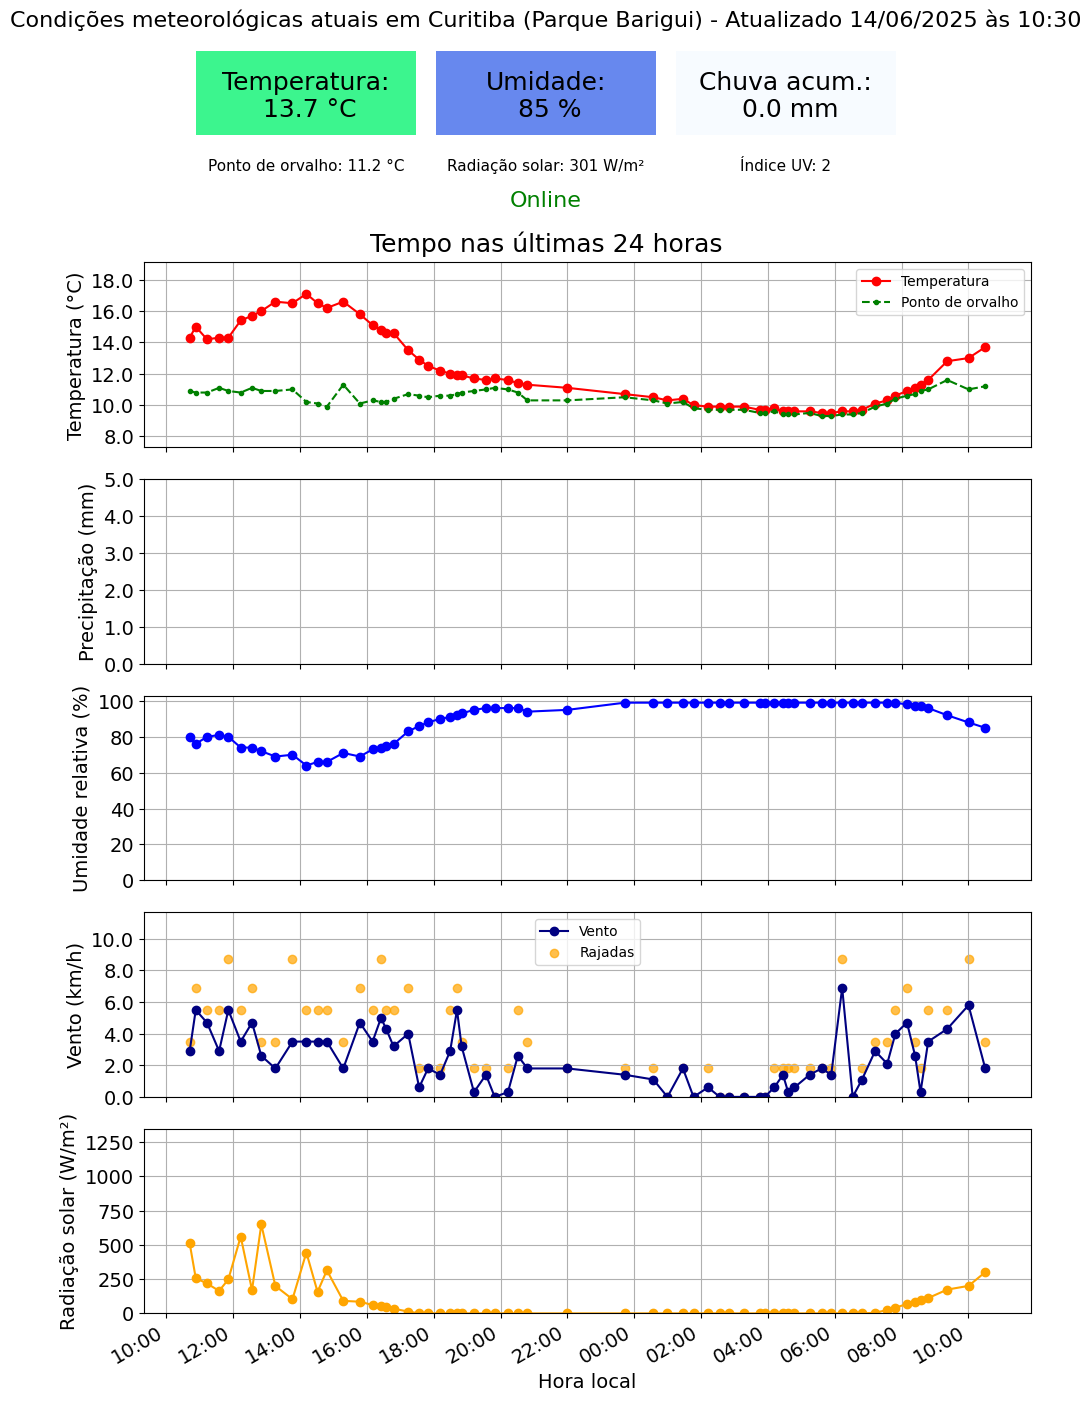 Condições meteorológicas atuais em Curitiba (Parque Barigui) - Atualizado 14/06/2025 às 10:30
Temperatura:
13.7 °C
Umidade:
85 %
Chuva acum.:
0.0 mm
Ponto de orvalho: 11.2 °C
Radiação solar: 301 W/m²
Índice UV: 2
Online
Tempo nas últimas 24 horas
Temperatura (°C)
18.0
16.0
14.0
12.0
10.0
8.0
Temperatura
Ponto de orvalho
Precipitação (mm)
5.0
4.0
3.0
2.0
1.0
0.0
Umidade relativa (%)
100
80
60
40
20
0
Vento (km/h)
10.0
8.0
6.0
4.0
2.0
0.0
Vento
Rajadas
Radiação solar (W/m²)
1250
1000
750
500
250
0
10:00
12:00
14:00
16:00
18:00
20:00
22:00
00:00
02:00
04:00
06:00
08:00
10:00
Hora local